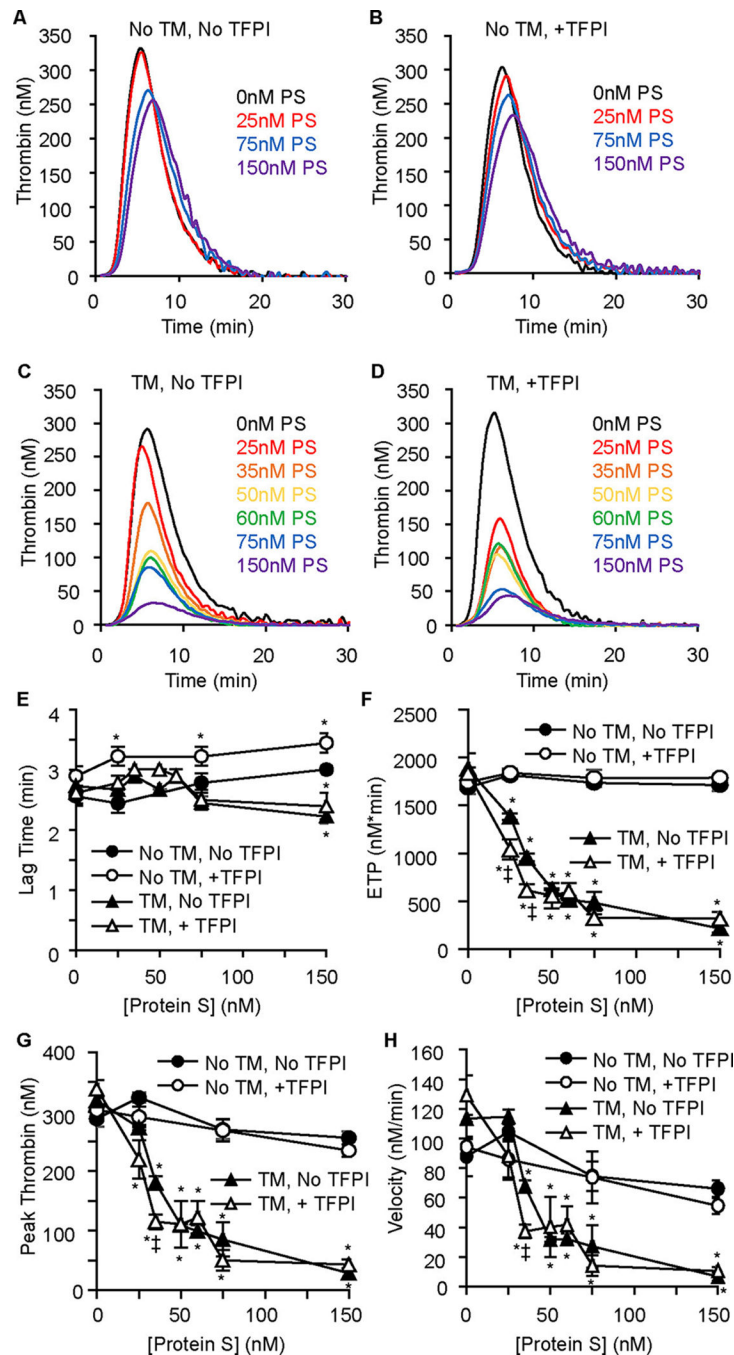 A
No TM, No TFPI
350
300
250
200
150
100
50
0
Thrombin (nM)
0nM PS
25nM PS
75nM PS
150nM PS
0 10 20 30
Time (min)
B
No TM, +TFPI
350
300
250
200
150
100
50
0
Thrombin (nM)
0nM PS
25nM PS
75nM PS
150nM PS
0 10 20 30
Time (min)
C
TM, No TFPI
350
300
250
200
150
100
50
0
Thrombin (nM)
0nM PS
25nM PS
35nM PS
50nM PS
60nM PS
75nM PS
150nM PS
0 10 20 30
Time (min)
D
TM, +TFPI
350
300
250
200
150
100
50
0
Thrombin (nM)
0nM PS
25nM PS
35nM PS
50nM PS
60nM PS
75nM PS
150nM PS
0 10 20 30
Time (min)
E
4
3
2
1
0
Lag Time (min)
* * *
*
*
No TM, No TFPI
No TM, +TFPI
TM, No TFPI
TM, + TFPI
0 50 100 150
[Protein S] (nM)
F
2500
2000
1500
1000
500
0
ETP (nM*min)
No TM, No TFPI
No TM, +TFPI
TM, No TFPI
TM, + TFPI
* * * * * *
*‡ *‡ * * * *
0 50 100 150
[Protein S] (nM)
G
400
300
200
100
0
Peak Thrombin (nM)
No TM, No TFPI
No TM, +TFPI
TM, No TFPI
TM, + TFPI
* * * * *
* *‡ * * * *
0 50 100 150
[Protein S] (nM)
H
160
140
120
100
80
60
40
20
0
Velocity (nM/min)
No TM, No TFPI
No TM, +TFPI
TM, No TFPI
TM, + TFPI
* * * * *
*‡ * * * *
0 50 100 150
[Protein S] (nM)